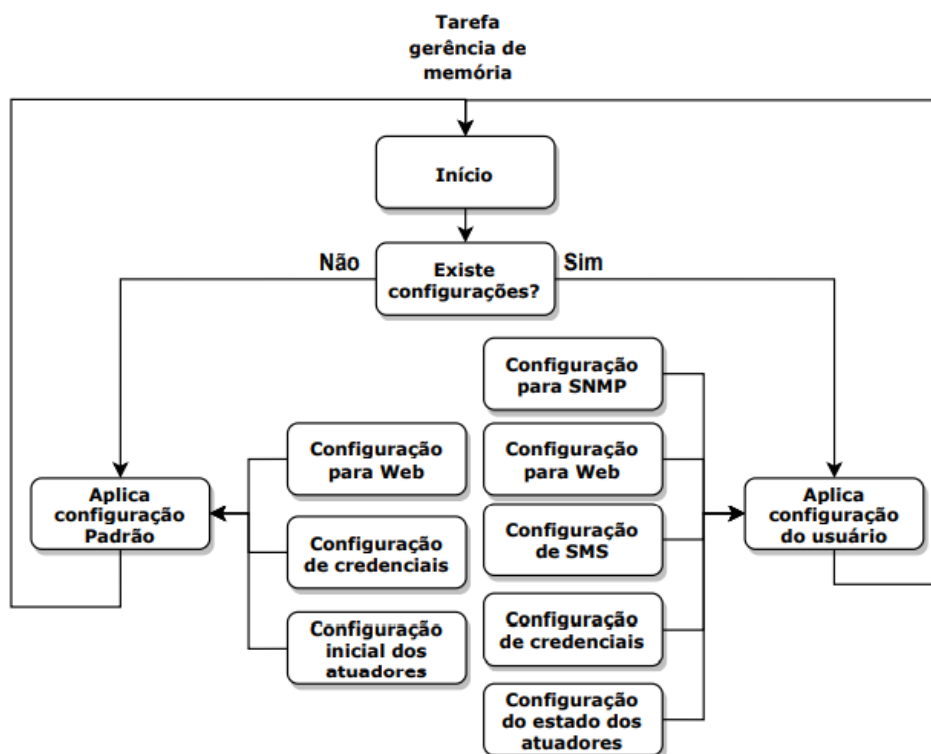 Tarefa
gerência de
memória
Início
Não
Existe
configurações?
Sim
Configuração
para SNMP
Configuração
para Web
Configuração
para Web
Aplica
configuração
Padrão
Aplica
configuração
do usuário
Configuração
de credenciais
Configuração
de SMS
Configuração
inicial dos
atuadores
Configuração
de credenciais
Configuração
do estado dos
atuadores